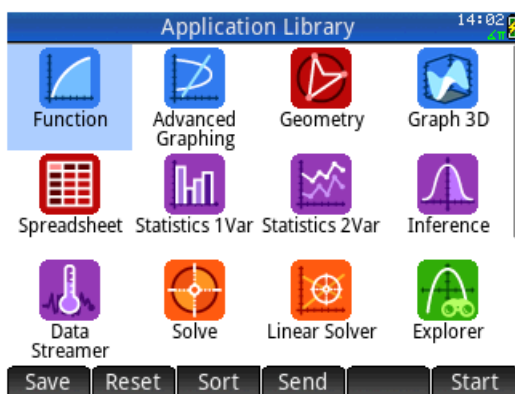 Application Library
14:02
∠π
Function
Advanced
Graphing
Geometry
Graph 3D
Spreadsheet
Statistics 1Var
Statistics 2Var
Inference
Data
Streamer
Solve
Linear Solver
Explorer
Save
Reset
Sort
Send
Start